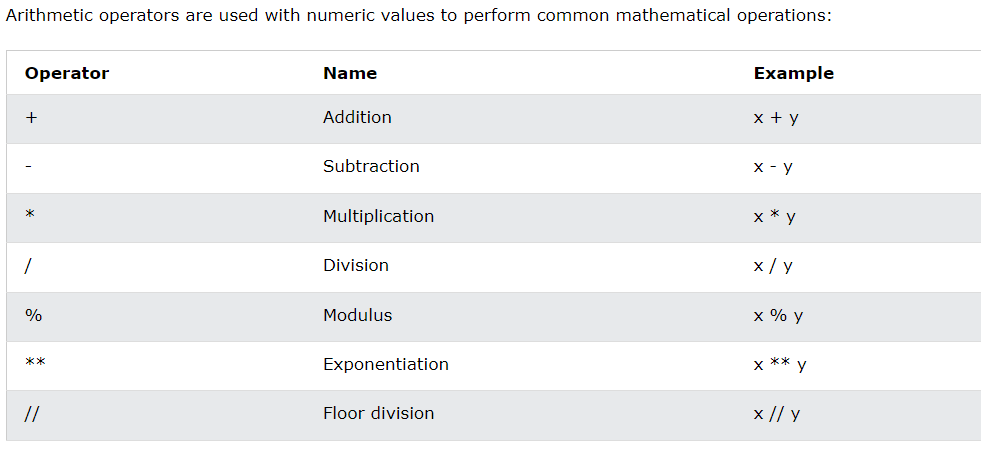 Arithmetic operators are used with numeric values to perform common mathematical operations:
Operator Name Example
+ Addition x + y
- Subtraction x - y
* Multiplication x * y
/ Division x / y
% Modulus x % y
** Exponentiation x ** y
// Floor division x // y